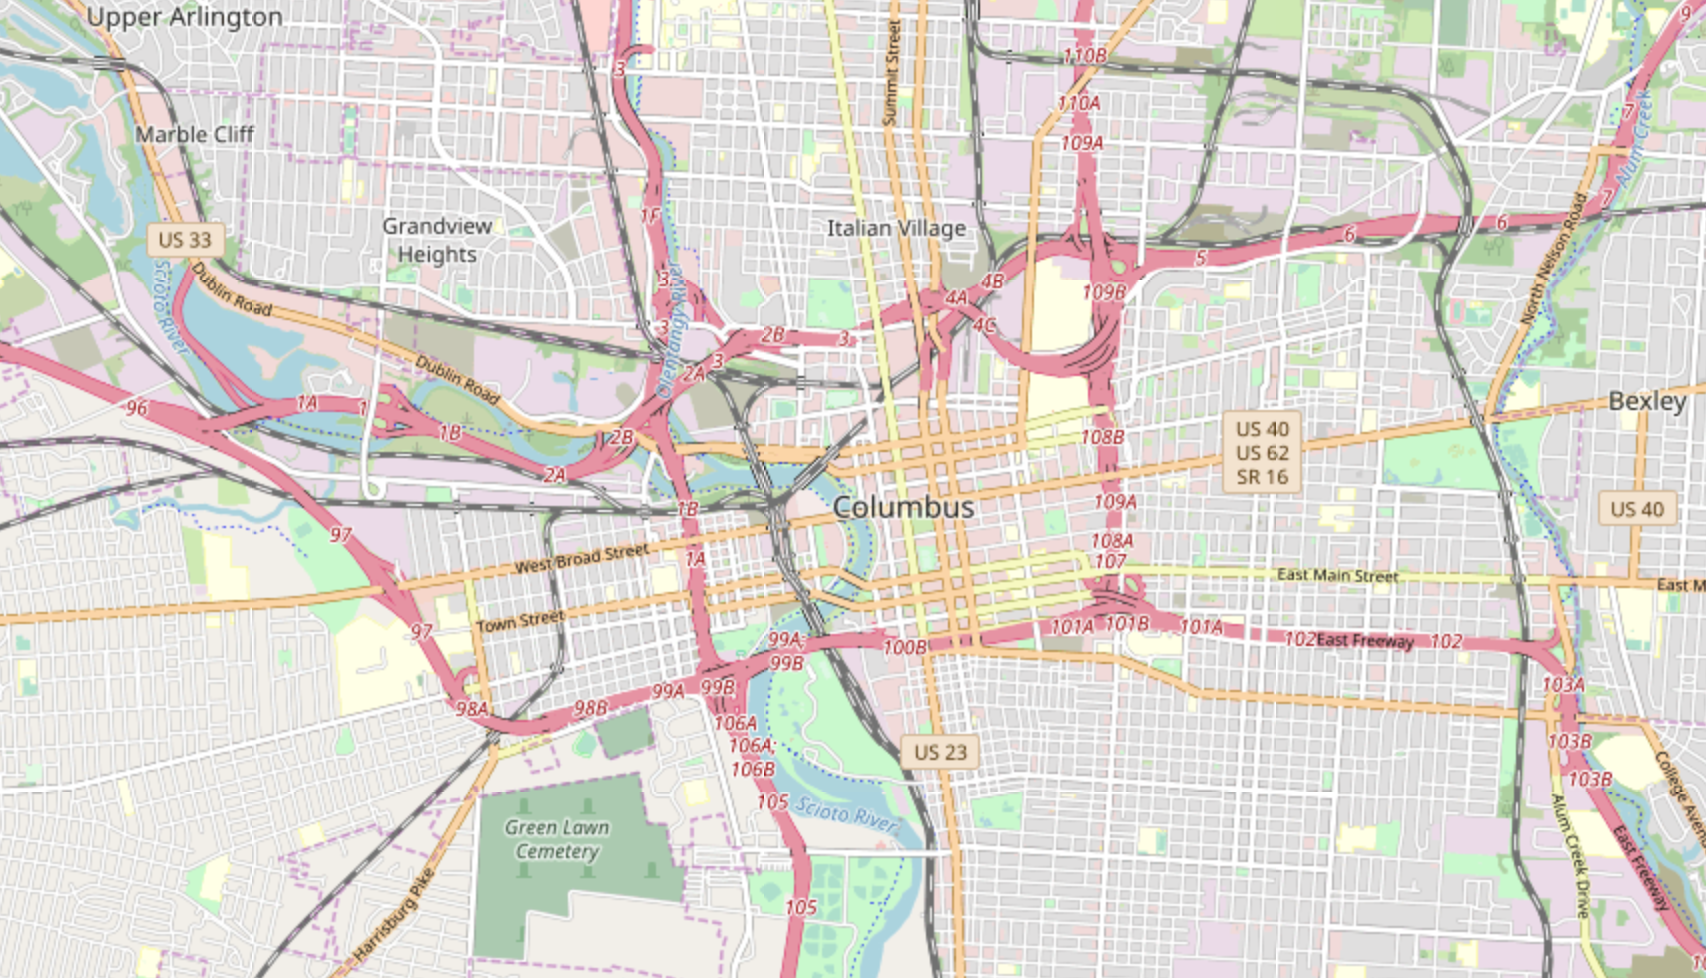 Upper Arlington
3
Summit Street
110B
9
110A
7
Marble Cliff
109A
Alum Creek
1F
7
US 33
Grandview
Heights
Italian Village
6
6
5
Scioto River
Dublin Road
3
Olentangy River
4B
4A
109B
North Nelson Road
3
2B
3
4C
3
2A
Dublin Road
96
1A
1
1B
2B
2A
US 40
US 62
SR 16
108B
Bexley
Columbus
1B
109A
US 40
97
108A
107
West Broad Street
1A
East Main Street
East M
Town Street
97
99A;
99B
100B
101A
101B
101A
102
East Freeway
102
98A
98B
99A
99B
103A
106A
106A;
106B
US 23
103B
103B
College Aven
105
Scioto River
Green Lawn
Cemetery
Alum Creek Drive
East Freeway
Harrisburg Pike
105
1